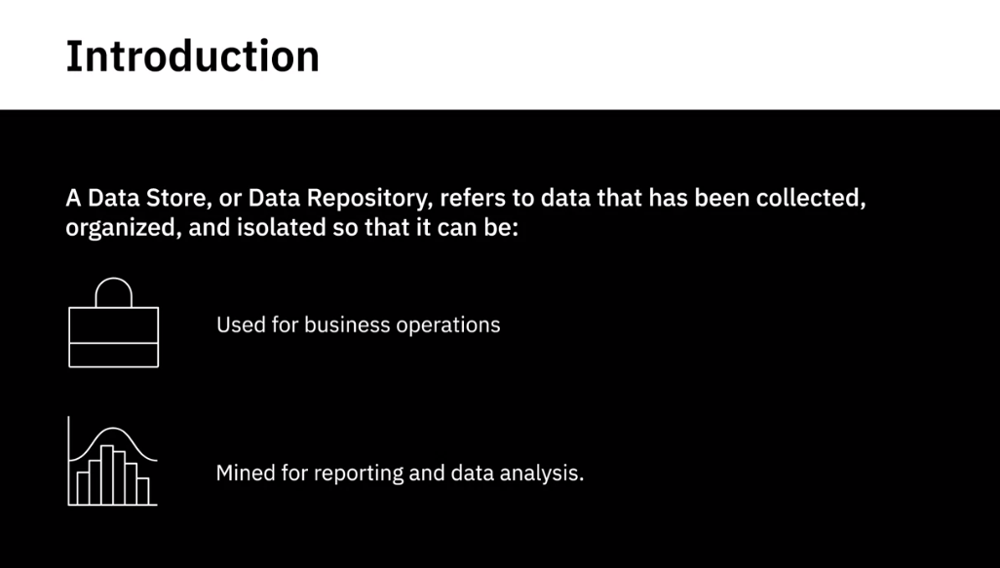 Introduction
A Data Store, or Data Repository, refers to data that has been collected,
organized, and isolated so that it can be:
Used for business operations
Mined for reporting and data analysis.